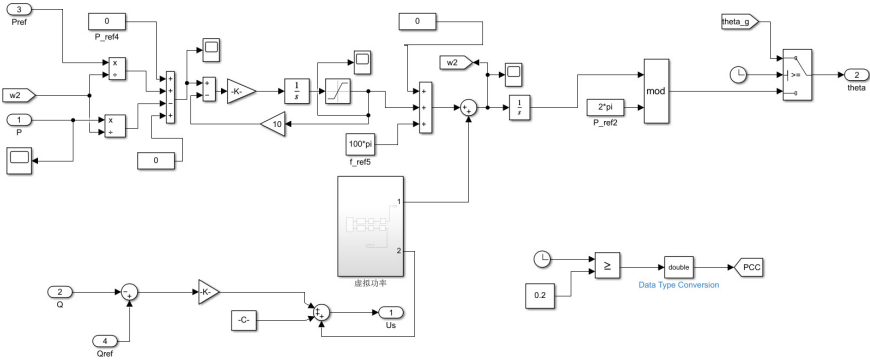 3
Pref
0
P_ref4
theta_g
0
w2
x
÷
+
+
−
+
+
−
-K-
1
s
w2
w2
1
P
x
÷
10
+
+
+
+
+
1
s
mod
2*pi
P_ref2
>=
2
theta
0
100*pi
f_ref5
1
2
虚拟功率
≥
double
PCC
0.2
Data Type Conversion
2
Q
−
+
-K-
-C-
+
+
+
1
Us
4
Qref